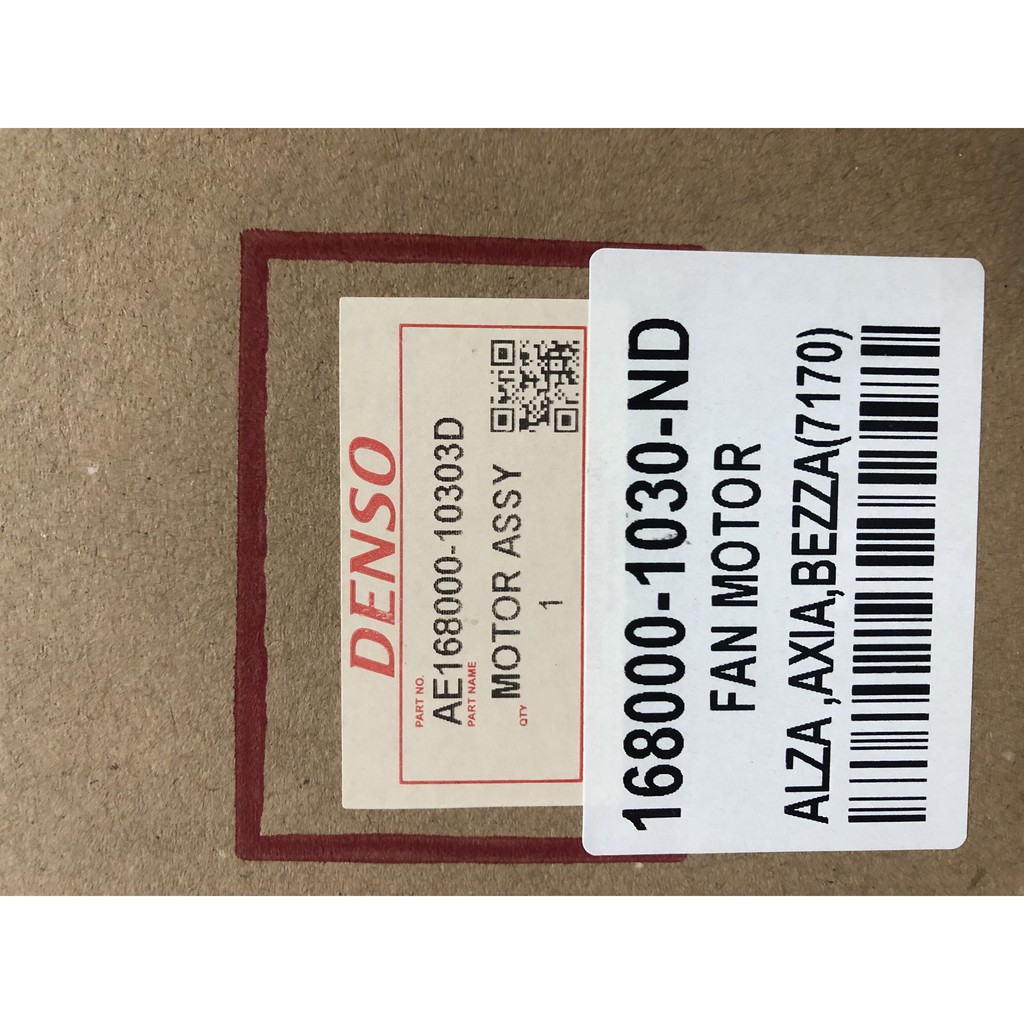 DENSO
PART NO.
AE168000-10303D
PART NAME
MOTOR ASSY
QTY
1
168000-1030-ND
FAN MOTOR
ALZA ,AXIA,BEZZA(7170)